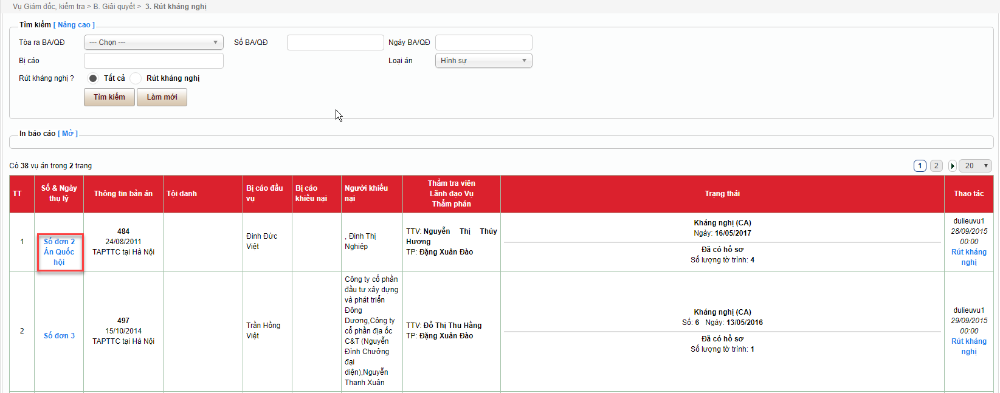 Vụ Giám đốc, kiểm tra > B. Giải quyết > 3. Rút kháng nghị
Tìm kiếm [ Nâng cao ]
Tòa ra BA/QĐ --- Chọn --- Số BA/QĐ Ngày BA/QĐ
Bị cáo Loại án Hình sự
Rút kháng nghị ? Tất cả Rút kháng nghị
Tìm kiếm Làm mới
In báo cáo [ Mở ]
Có 38 vụ án trong 2 trang 1 2 20
TT
Số & Ngày
thụ lý
Thông tin bản án
Tội danh
Bị cáo đầu
vụ
Bị cáo
khiếu nại
Người khiếu
nại
Thẩm tra viên
Lãnh đạo Vụ
Thẩm phán
Trạng thái
Thao tác
1
Số đơn 2
Án Quốc
hội
484
24/08/2011
TAPTTC tại Hà Nội
Đinh Đức
Việt
, Đinh Thị
Nghiệp
TTV: Nguyễn Thị Thúy
Hương
TP: Đặng Xuân Đào
Kháng nghị (CA)
Ngày: 16/05/2017
Đã có hồ sơ
Số lượng tờ trình: 4
dulieuvu1
28/09/2015
00:00
Rút kháng
nghị
2
Số đơn 3
497
15/10/2014
TAPTTC tại Hà Nội
Trần Hồng
Việt
Công ty cổ phần
đầu tư xây dựng
và phát triển
Đông
Dương,Công ty
cổ phần địa ốc
C&T (Nguyễn
Đình Chưởng
đại
diện),Nguyễn
Thanh Xuân
TTV: Đỗ Thị Thu Hằng
TP: Đặng Xuân Đào
Kháng nghị (CA)
Số: 6 Ngày: 13/05/2016
Đã có hồ sơ
Số lượng tờ trình: 1
dulieuvu1
29/09/2015
00:00
Rút kháng
nghị